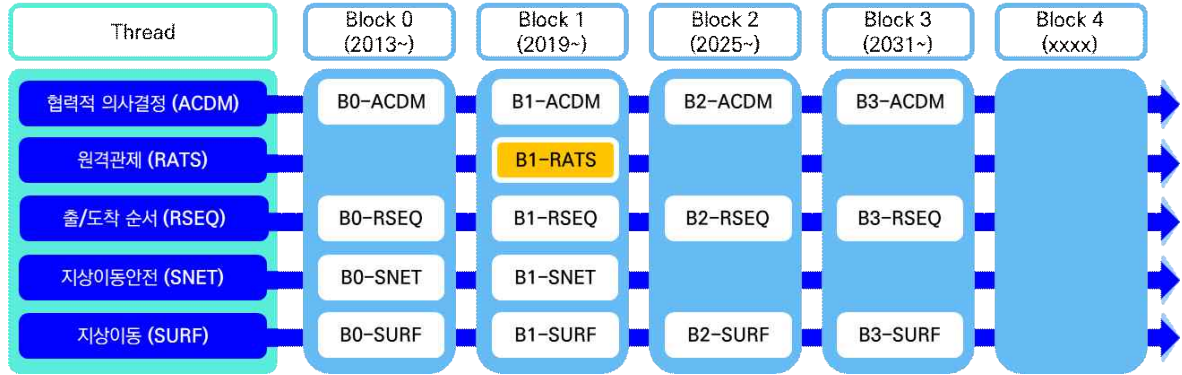 Thread
Block 0
(2013~)
Block 1
(2019~)
Block 2
(2025~)
Block 3
(2031~)
Block 4
(xxxx)
협력적 의사결정 (ACDM)
B0-ACDM
B1-ACDM
B2-ACDM
B3-ACDM
원격관제 (RATS)
B1-RATS
출/도착 순서 (RSEQ)
B0-RSEQ
B1-RSEQ
B2-RSEQ
B3-RSEQ
지상이동안전 (SNET)
B0-SNET
B1-SNET
지상이동 (SURF)
B0-SURF
B1-SURF
B2-SURF
B3-SURF